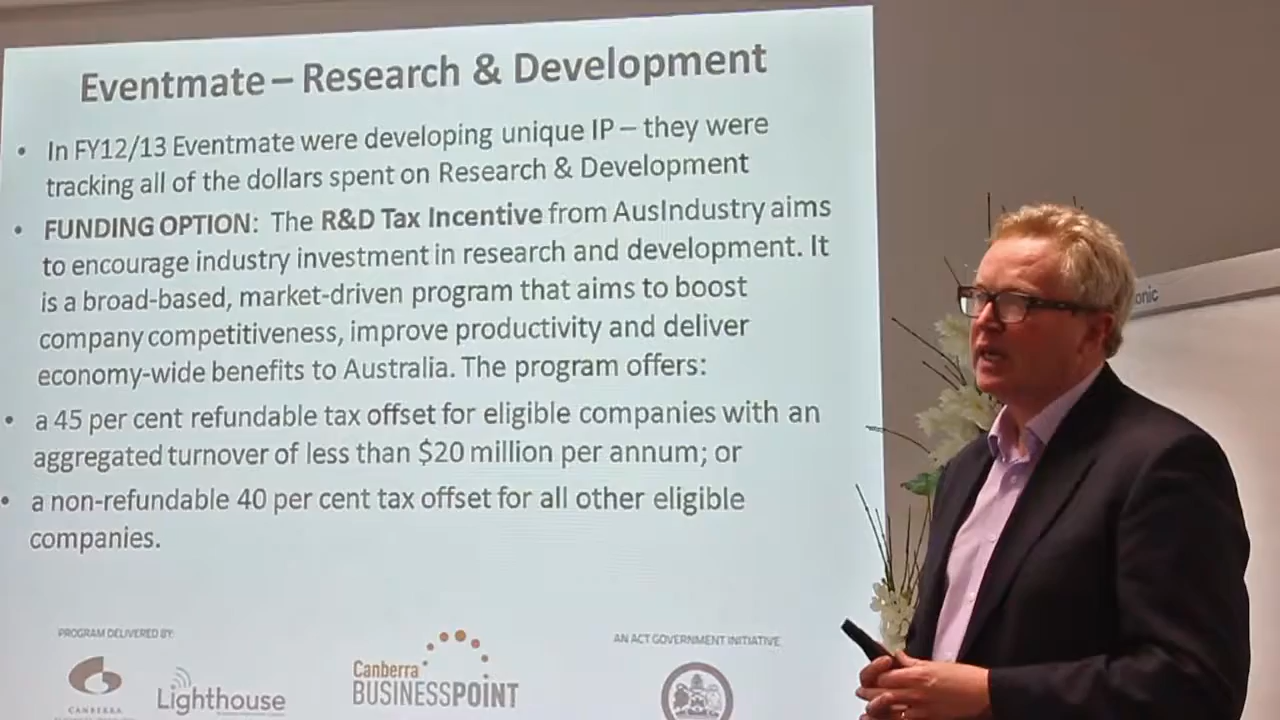 Eventmate – Research & Development
• In FY12/13 Eventmate were developing unique IP – they were
tracking all of the dollars spent on Research & Development
• FUNDING OPTION: The R&D Tax Incentive from AusIndustry aims
to encourage industry investment in research and development. It
is a broad-based, market-driven program that aims to boost
company competitiveness, improve productivity and deliver
economy-wide benefits to Australia. The program offers:
• a 45 per cent refundable tax offset for eligible companies with an
aggregated turnover of less than $20 million per annum; or
• a non-refundable 40 per cent tax offset for all other eligible
companies.
PROGRAM DELIVERED BY:
CANBERRA
Lighthouse
Canberra
BUSINESSPOINT
AN ACT GOVERNMENT INITIATIVE
onic